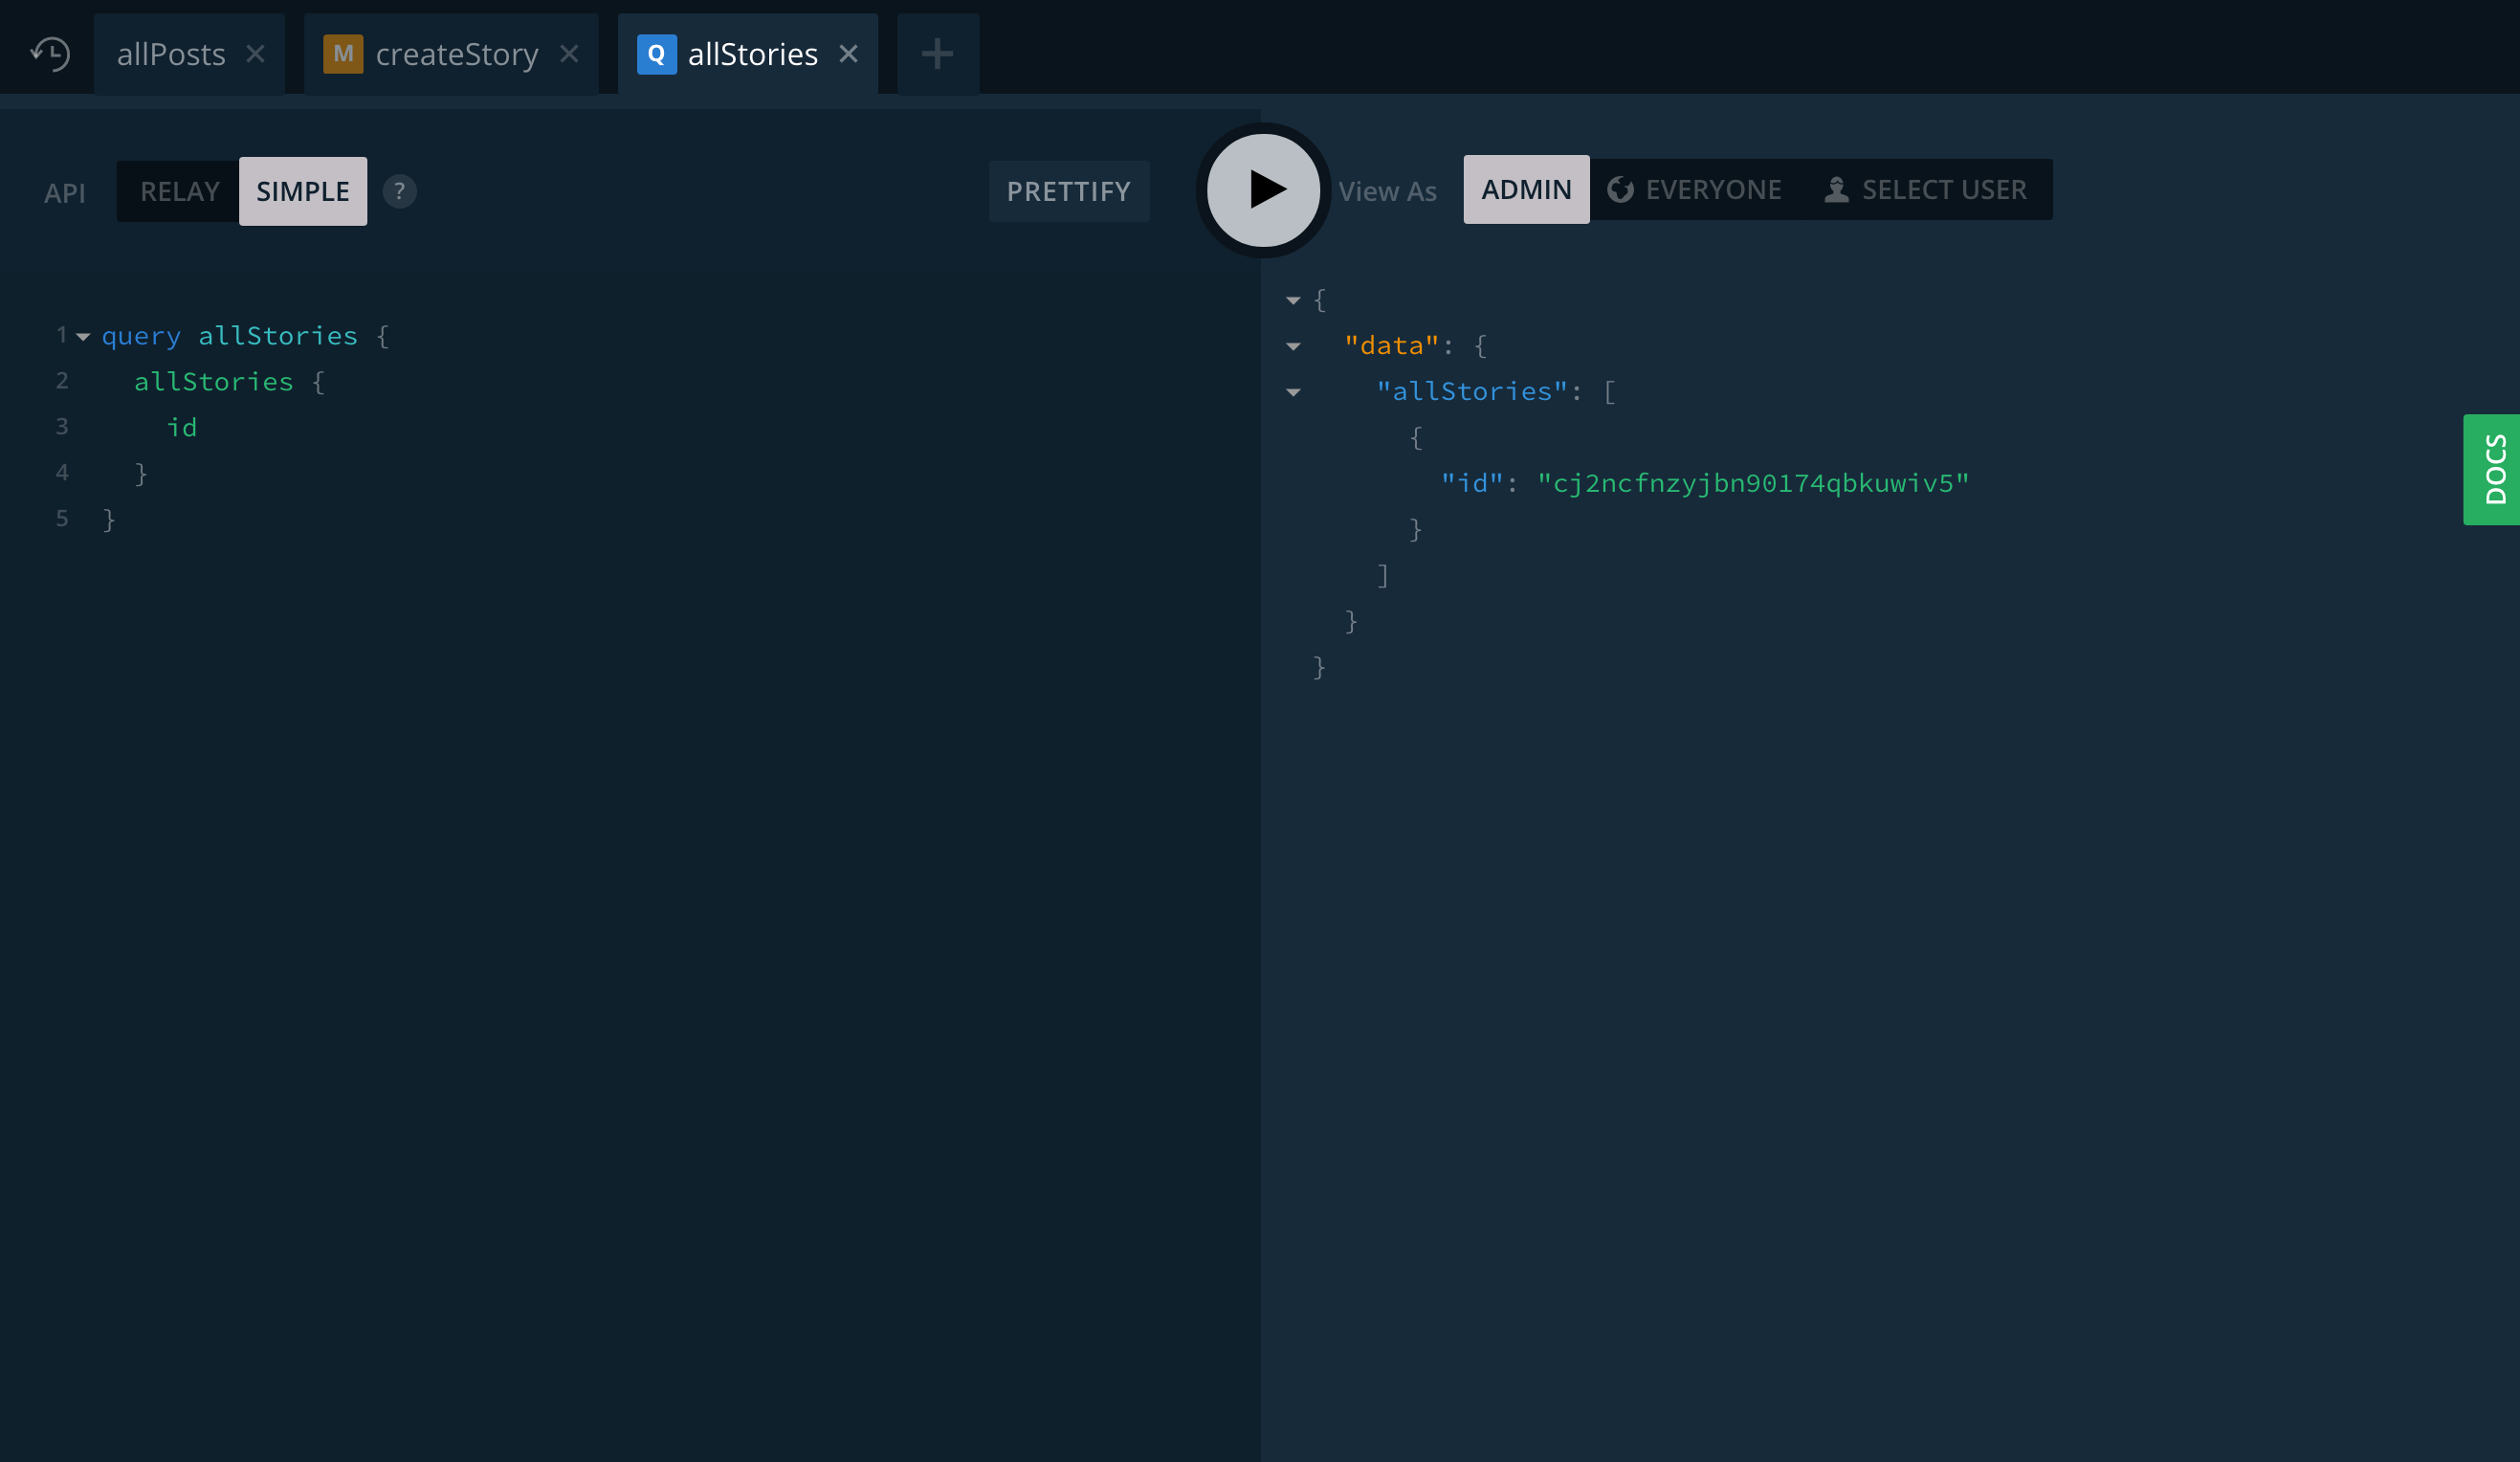 allPosts
M createStory
Q allStories
API RELAY SIMPLE ? PRETTIFY
View As ADMIN EVERYONE SELECT USER
1 query allStories {
2 allStories {
3 id
4 }
5 }
{
"data": {
"allStories": [
{
"id": "cj2ncfnzyjbn90174qbkuwiv5"
}
]
}
}
DOCS